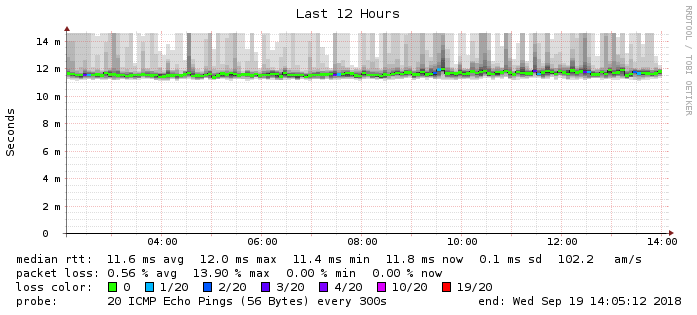 Last 12 Hours
RRDTOOL / TOBI OETIKER
Seconds
14 m
12 m
10 m
8 m
6 m
4 m
2 m
0
04:00 06:00 08:00 10:00 12:00 14:00
median rtt: 11.6 ms avg 12.0 ms max 11.4 ms min 11.8 ms now 0.1 ms sd 102.2 am/s
packet loss: 0.56 % avg 13.90 % max 0.00 % min 0.00 % now
loss color: 0 1/20 2/20 3/20 4/20 10/20 19/20
probe: 20 ICMP Echo Pings (56 Bytes) every 300s end: Wed Sep 19 14:05:12 2018